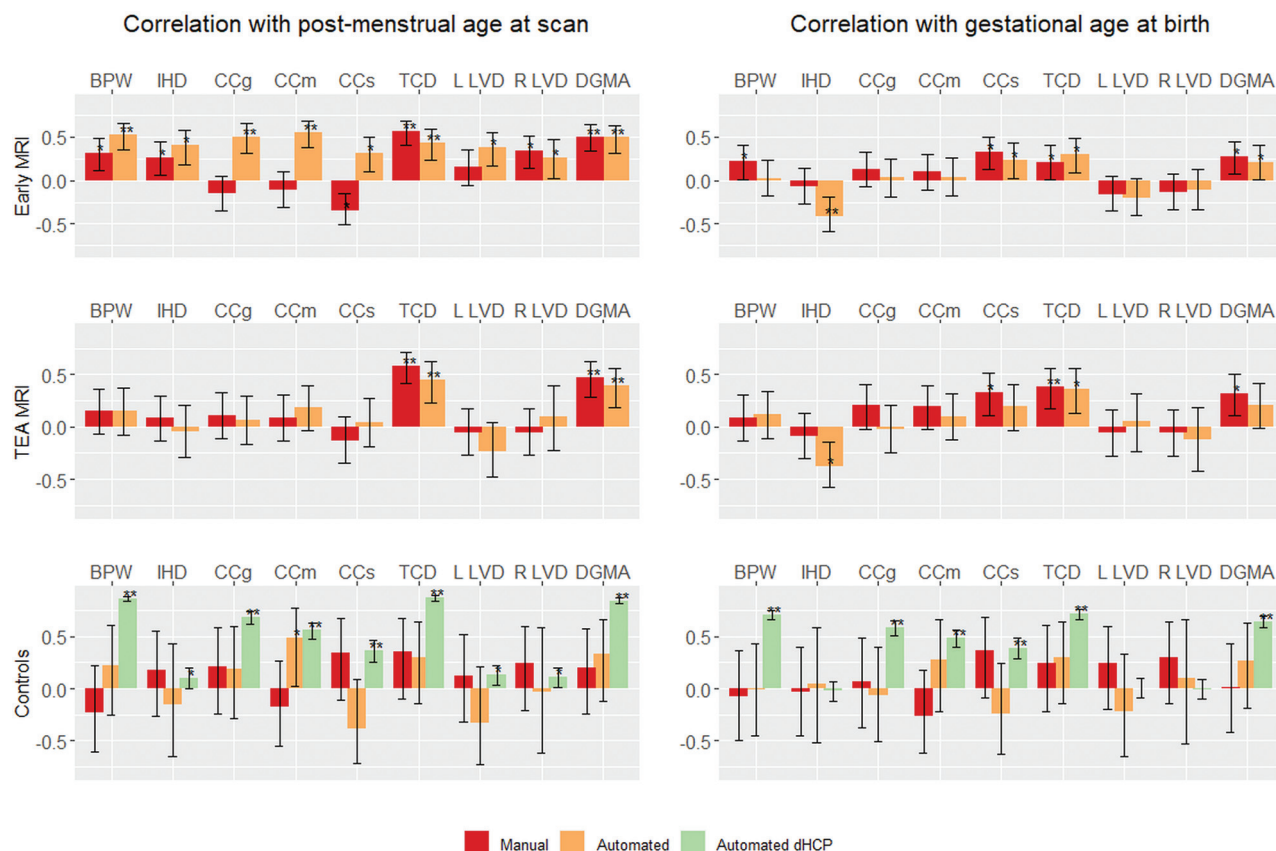 Correlation with post-menstrual age at scan
Correlation with gestational age at birth
BPW IHD CCg CCm CCs TCD L LVD R LVD DGMA
BPW IHD CCg CCm CCs TCD L LVD R LVD DGMA
Early MRI
0.5
0.0
-0.5
* ** * * ** ** * * ** ** * * * ** **
* ** * * * * * *
BPW IHD CCg CCm CCs TCD L LVD R LVD DGMA
BPW IHD CCg CCm CCs TCD L LVD R LVD DGMA
TEA MRI
0.5
0.0
-0.5
** ** ** **
* * ** * *
BPW IHD CCg CCm CCs TCD L LVD R LVD DGMA
BPW IHD CCg CCm CCs TCD L LVD R LVD DGMA
Controls
0.5
0.0
-0.5
** * ** * ** ** ** ** * **
** ** ** ** ** **
Manual Automated Automated dHCP